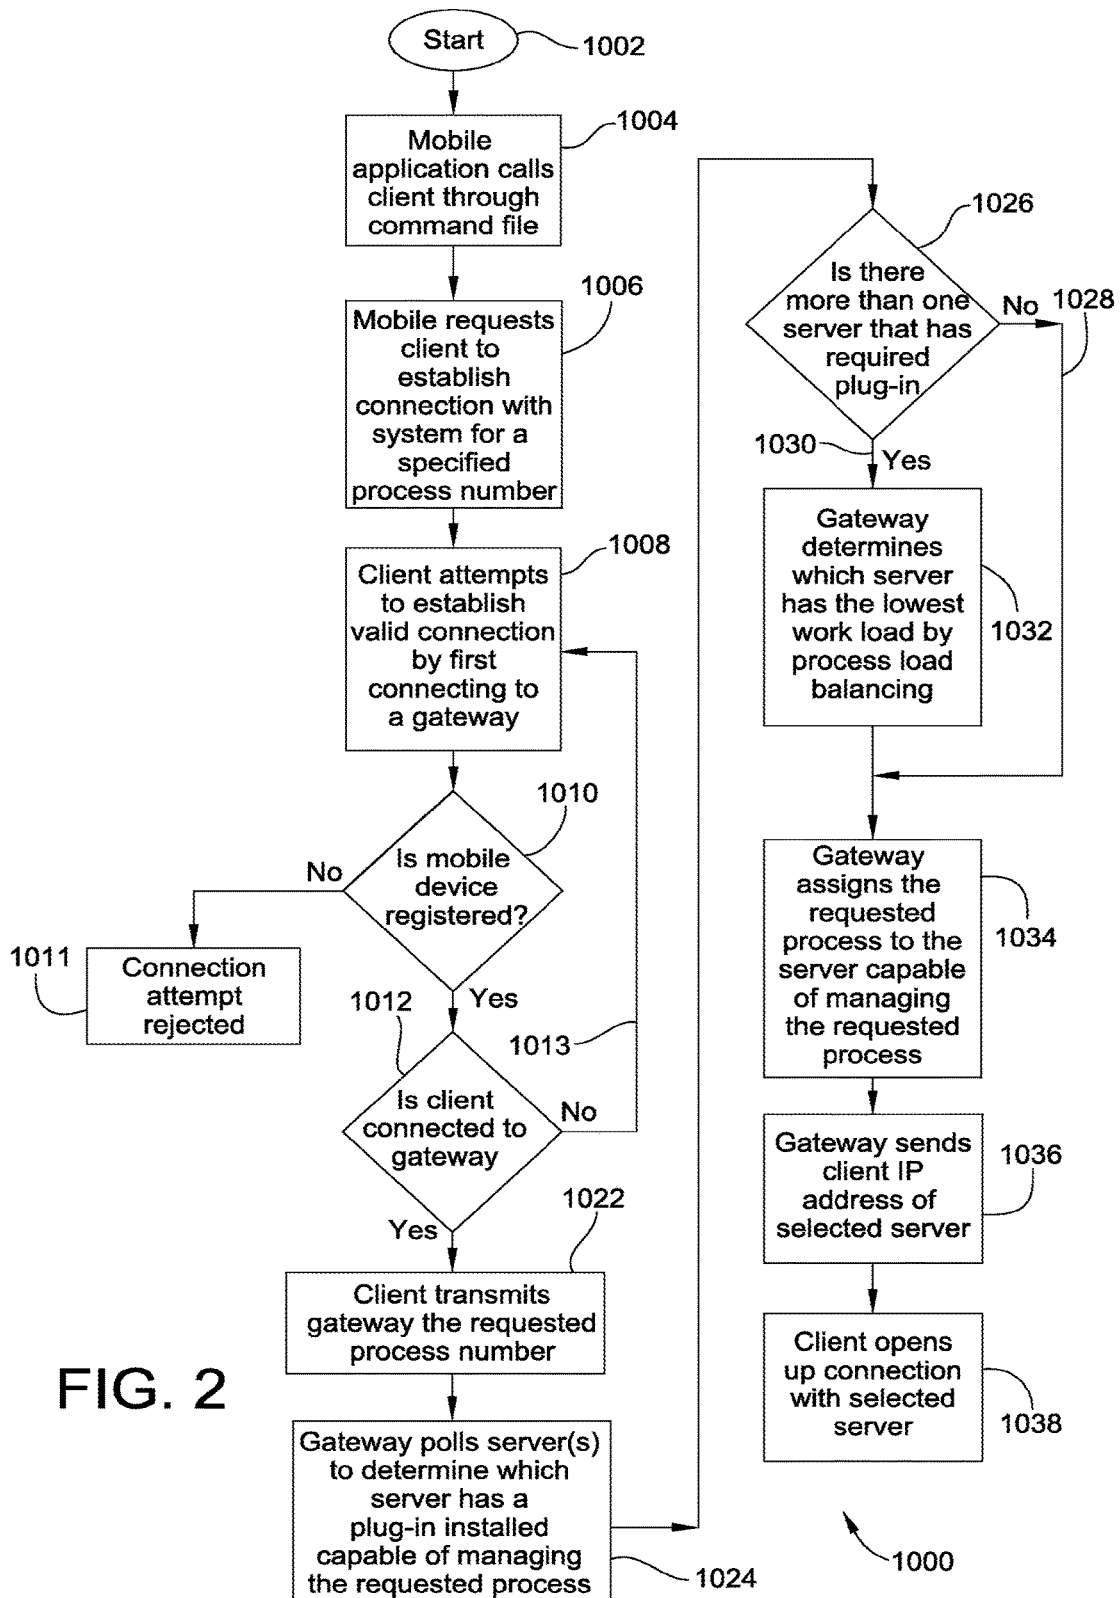 Start
1002
1004
Mobile
application calls
client through
command file
1006
Mobile requests
client to
establish
connection with
system for a
specified
process number
1008
Client attempts
to establish
valid connection
by first
connecting to
a gateway
1010
Is mobile
device
registered?
No
1011
Connection
attempt
rejected
Yes
1012
1013
Is client
connected to
gateway
No
Yes
1022
Client transmits
gateway the requested
process number
Gateway polls server(s)
to determine which
server has a
plug-in installed
capable of managing
the requested process
1024
1026
Is there
more than one
server that has
required
plug-in
No
1028
1030
Yes
Gateway
determines
which server
has the lowest
work load by
process load
balancing
1032
Gateway
assigns the
requested
process to the
server capable
of managing
the requested
process
1034
Gateway sends
client IP
address of
selected server
1036
Client opens
up connection
with selected
server
1038
1000
FIG. 2